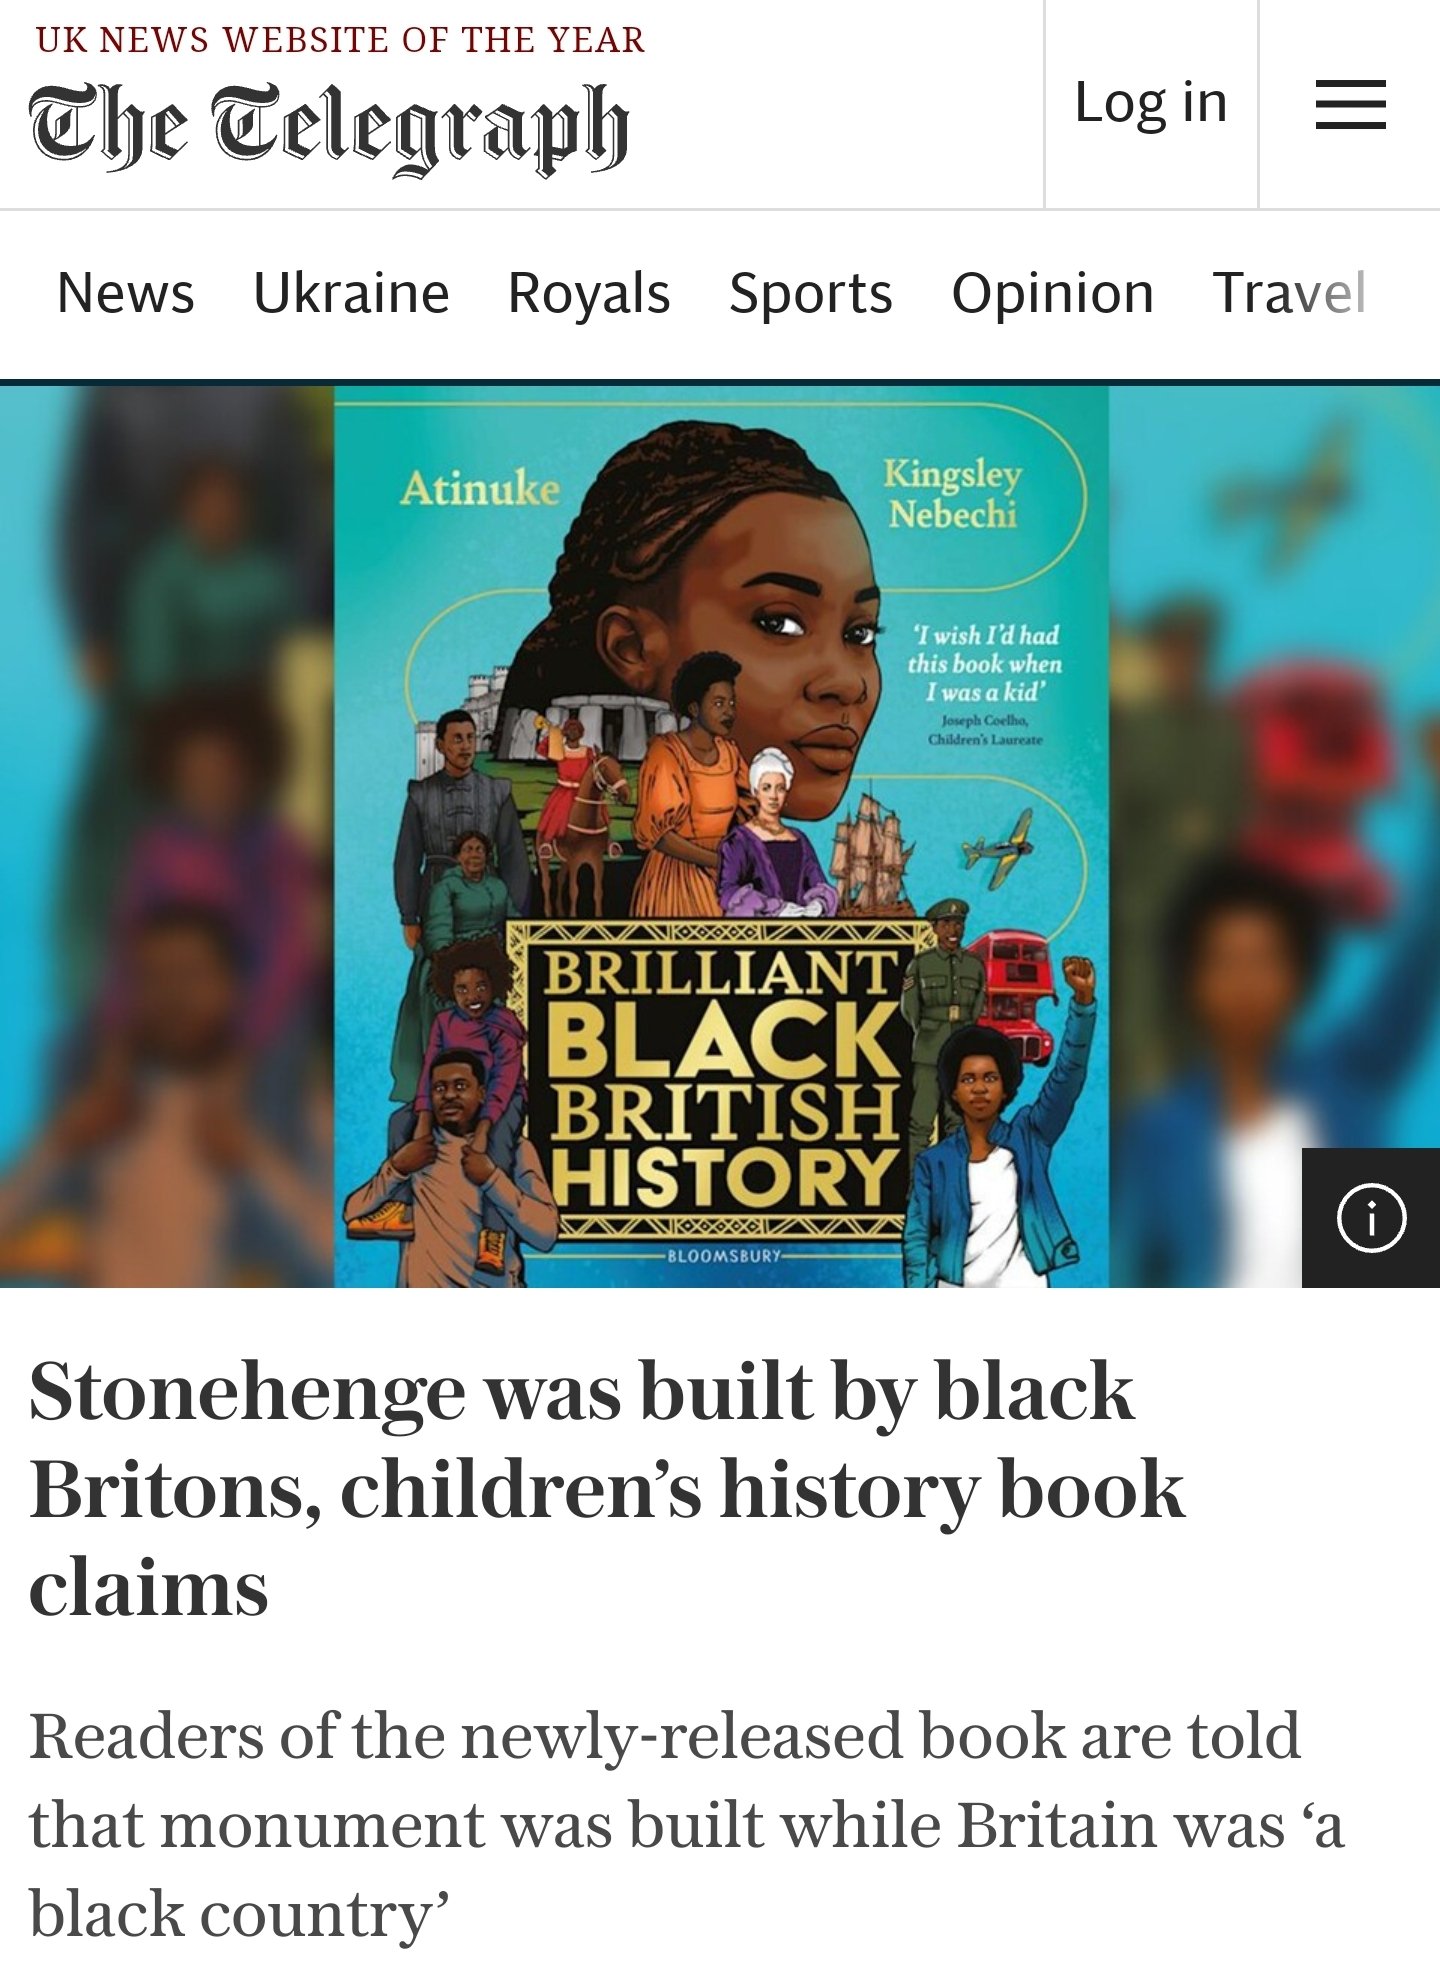 UK NEWS WEBSITE OF THE YEAR
The Telegraph
Log in
News Ukraine Royals Sports Opinion Travel
Atinuke
Kingsley
Nebechi
‘I wish I’d had
this book when
I was a kid’
Joseph Coelho,
Children’s Laureate
BRILLIANT
BLACK
BRITISH
HISTORY
BLOOMSBURY
Stonehenge was built by black
Britons, children’s history book
claims
Readers of the newly-released book are told
that monument was built while Britain was ‘a
black country’